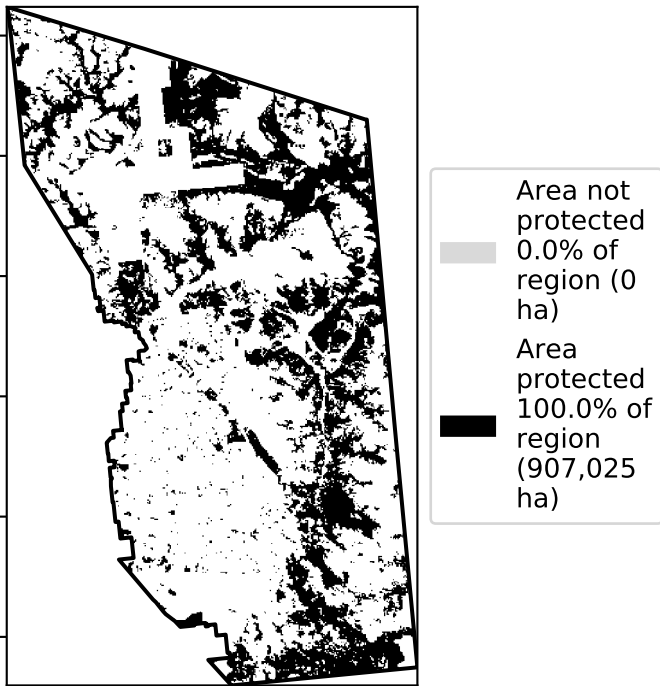 Area not
protected
0.0% of
region (0
ha)
Area
protected
100.0% of
region
(907,025
ha)